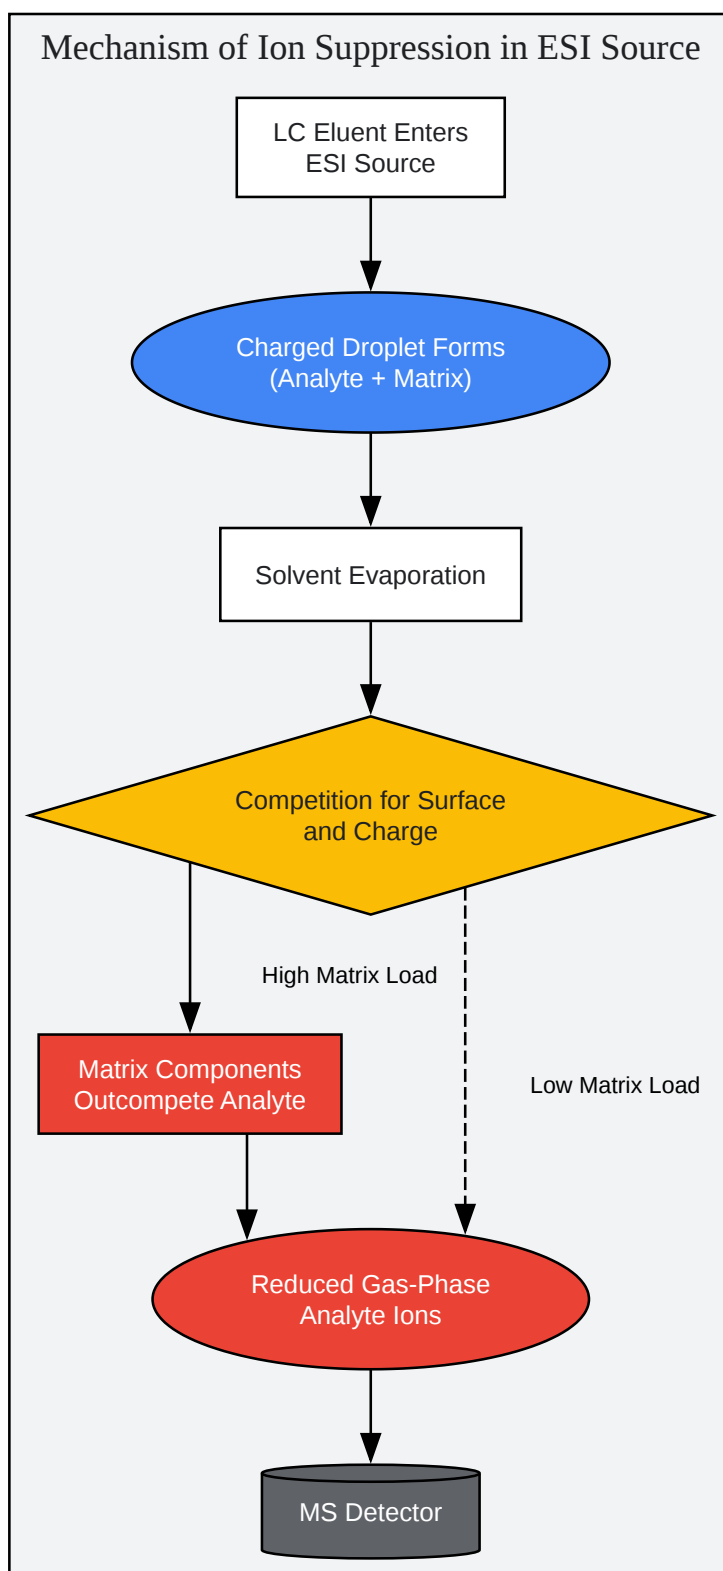 Mechanism of Ion Suppression in ESI Source
LC Eluent Enters
ESI Source
Charged Droplet Forms
(Analyte + Matrix)
Solvent Evaporation
Competition for Surface
and Charge
High Matrix Load
Matrix Components
Outcompete Analyte
Low Matrix Load
Reduced Gas-Phase
Analyte Ions
MS Detector